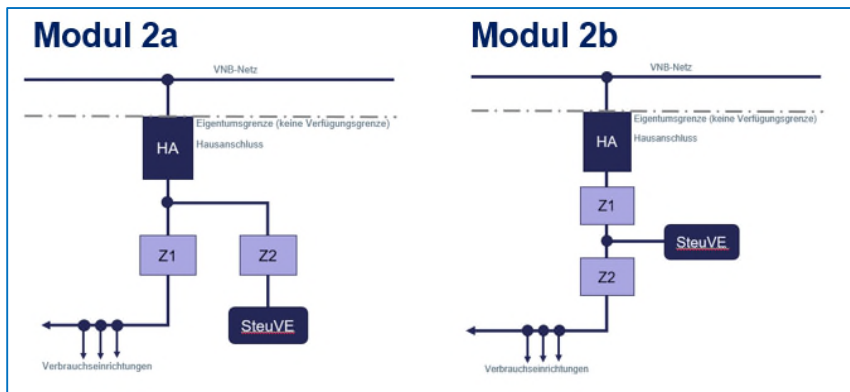 Modul 2a
VNB-Netz
Eigentumsgrenze (keine Verfügungsgrenze)
HA
Hausanschluss
Z1
Z2
SteuVE
Verbrauchseinrichtungen
Modul 2b
VNB-Netz
Eigentumsgrenze (keine Verfügungsgrenze)
HA
Hausanschluss
Z1
SteuVE
Z2
Verbrauchseinrichtungen